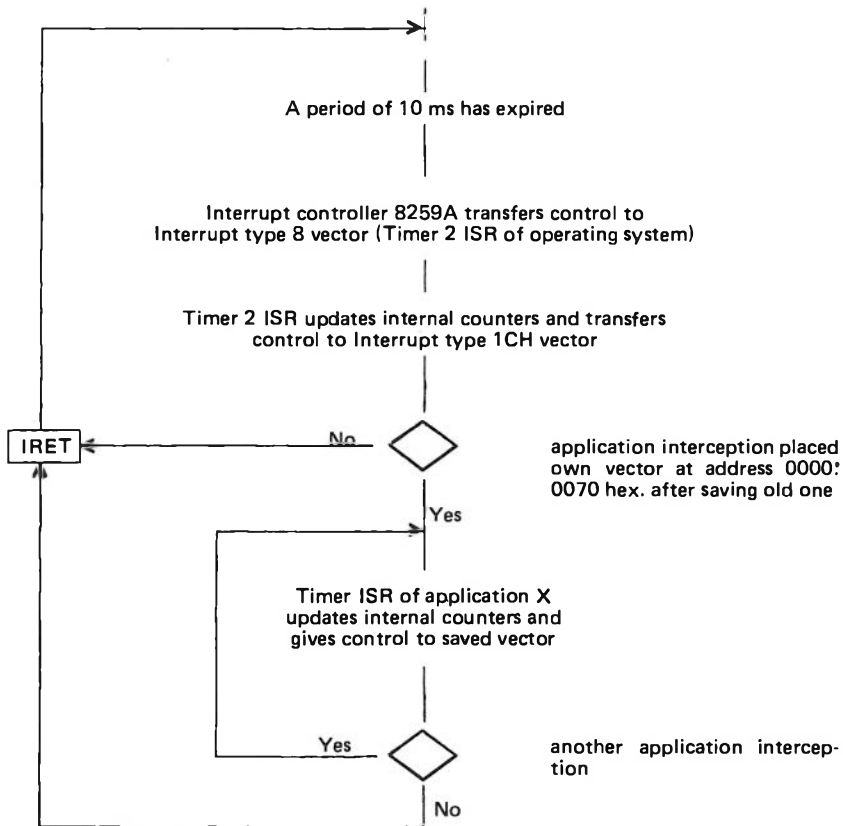 A period of 10 ms has expired
Interrupt controller 8259A transfers control to
Interrupt type 8 vector (Timer 2 ISR of operating system)
Timer 2 ISR updates internal counters and transfers
control to Interrupt type 1CH vector
IRET
No
application interception placed
own vector at address 0000:
0070 hex. after saving old one
Yes
Timer ISR of application X
updates internal counters and
gives control to saved vector
Yes
another application intercep-
tion
No